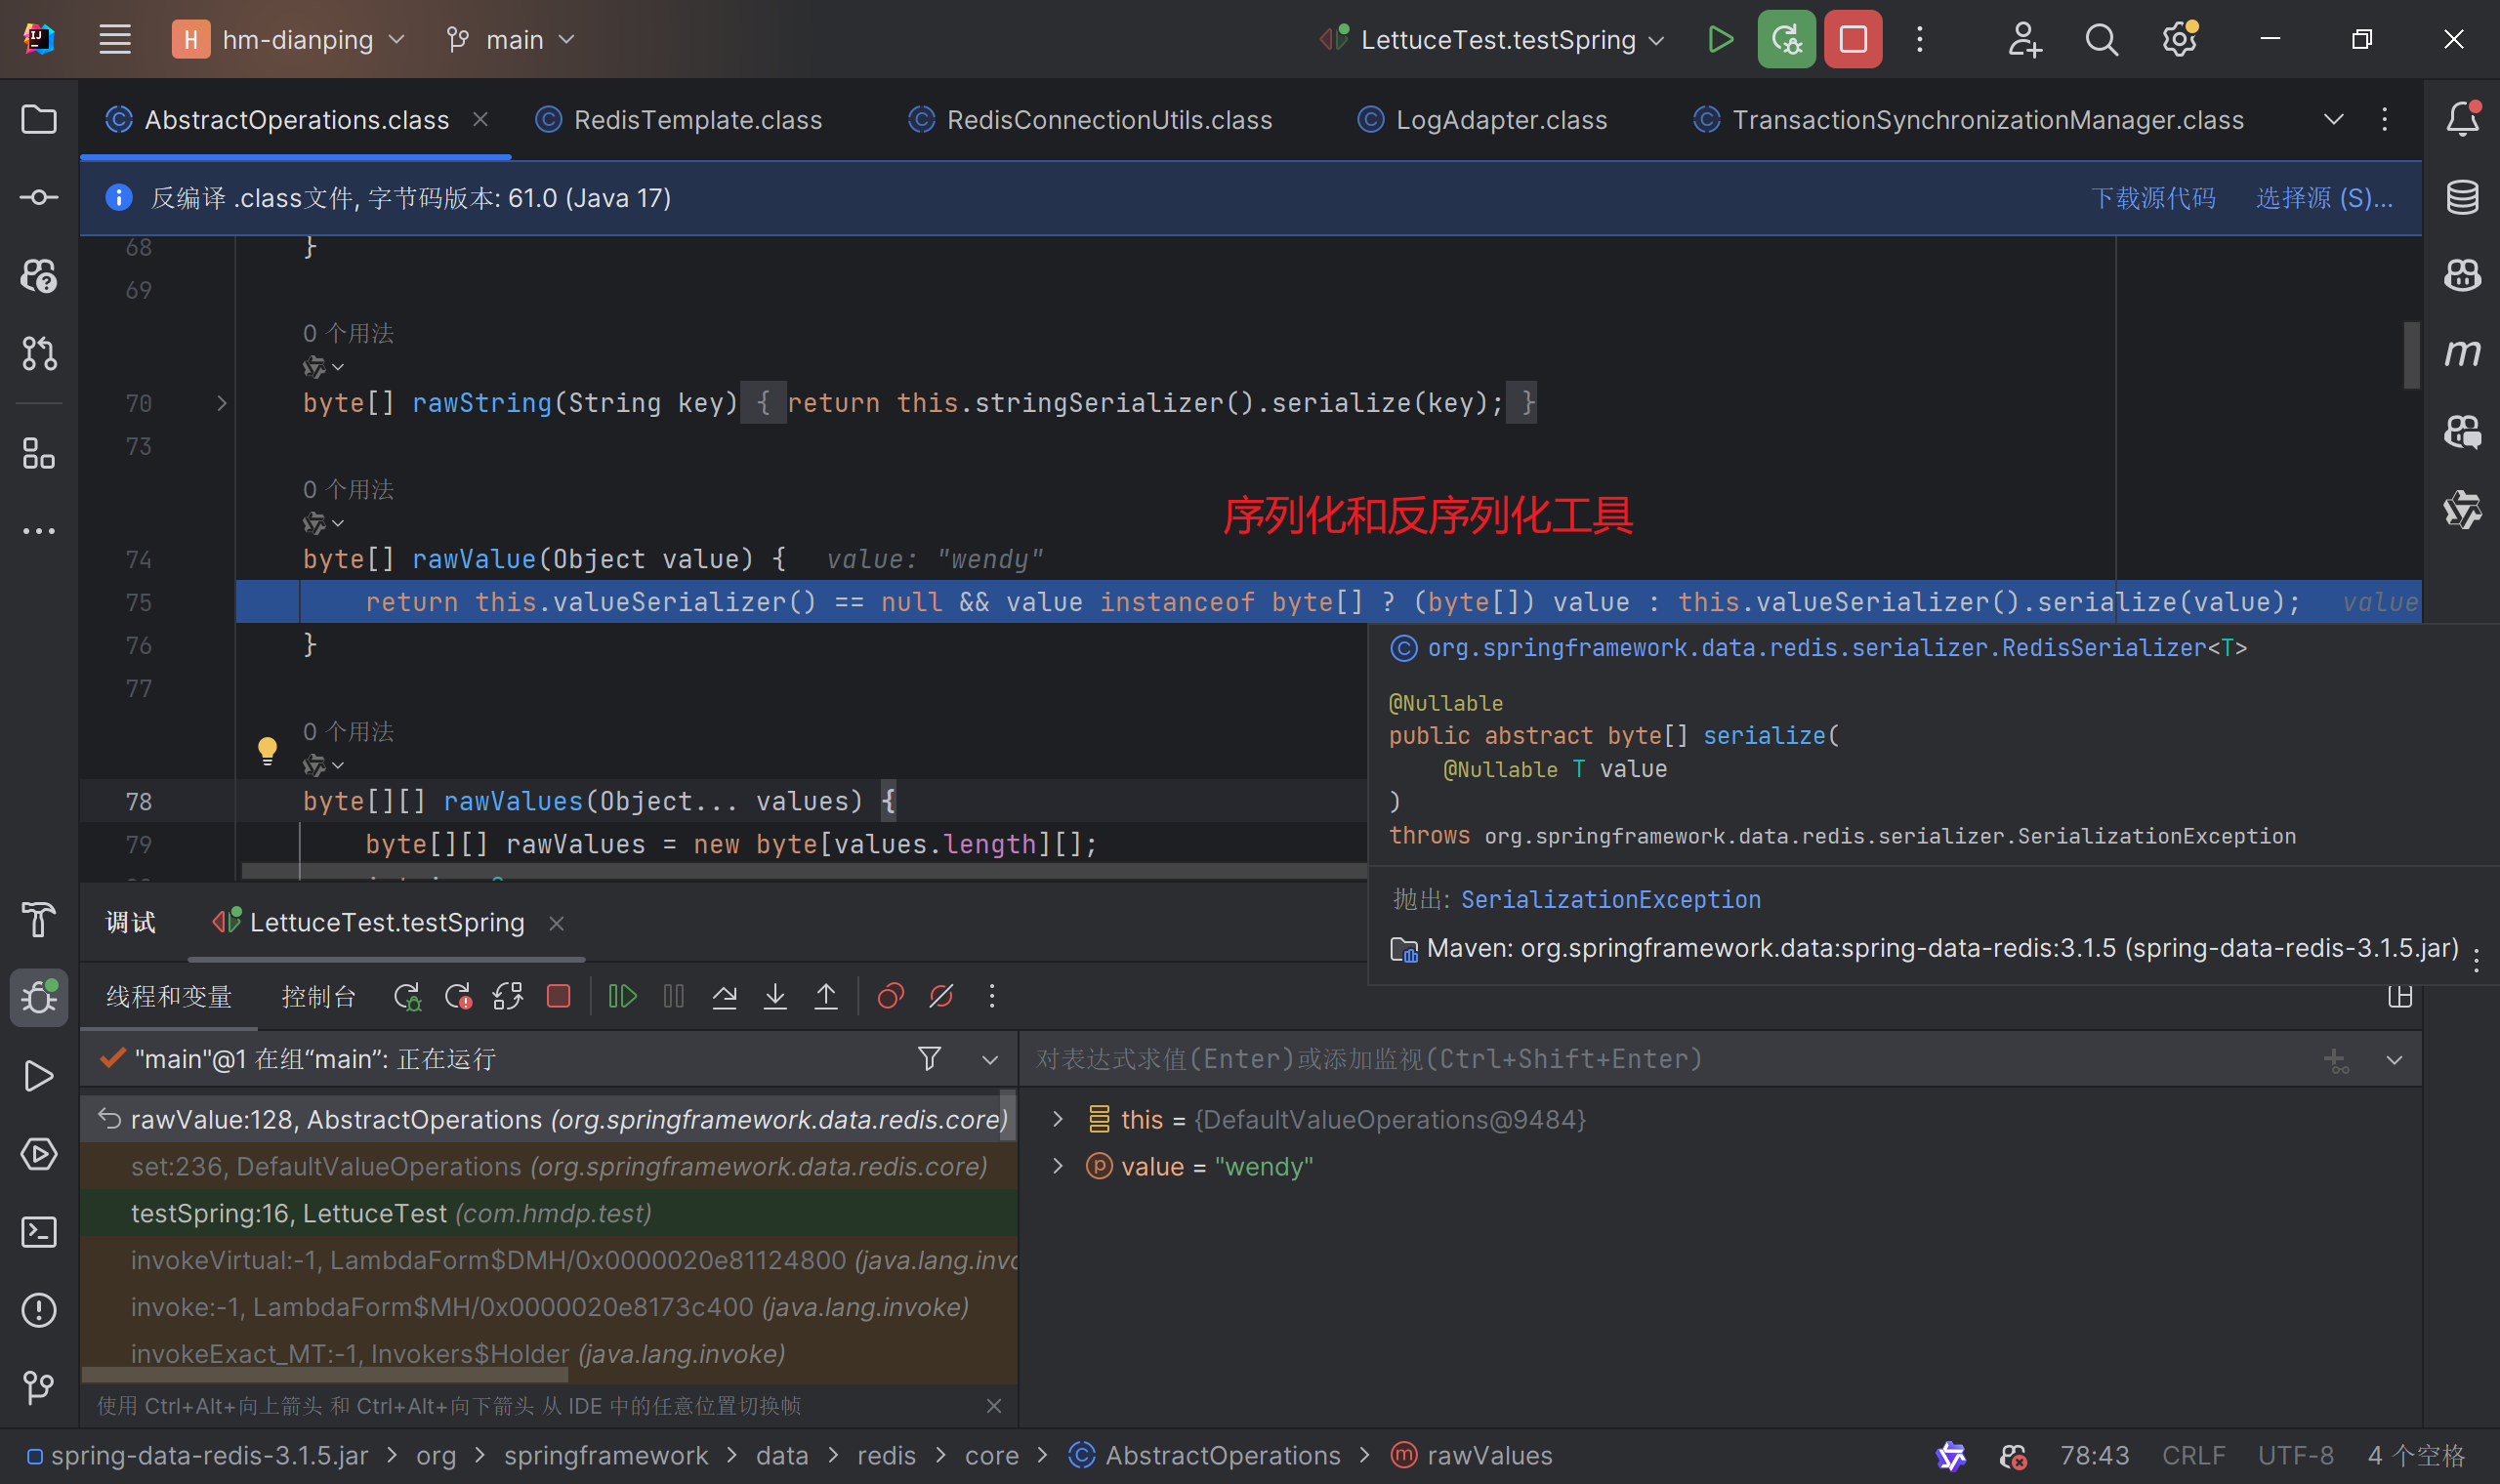 H hm-dianping main LettuceTest.testSpring
AbstractOperations.class RedisTemplate.class RedisConnectionUtils.class LogAdapter.class TransactionSynchronizationManager.class
反编译 .class文件, 字节码版本: 61.0 (Java 17) 下载源代码 选择源 (S)...
68 }
69
0 个用法
70 byte[] rawString(String key) { return this.stringSerializer().serialize(key); }
73
0 个用法
序列化和反序列化工具
74 byte[] rawValue(Object value) { value: "wendy"
75 return this.valueSerializer() == null && value instanceof byte[] ? (byte[]) value : this.valueSerializer().serialize(value); value
76 }
77
0 个用法
78 byte[][] rawValues(Object... values) {
79 byte[][] rawValues = new byte[values.length][];
org.springframework.data.redis.serializer.RedisSerializer<T>
@Nullable
public abstract byte[] serialize(
@Nullable T value
)
throws org.springframework.data.redis.serializer.SerializationException
抛出: SerializationException
Maven: org.springframework.data:spring-data-redis:3.1.5 (spring-data-redis-3.1.5.jar)
调试 LettuceTest.testSpring
线程和变量 控制台
"main"@1 在组“main”: 正在运行
对表达式求值(Enter)或添加监视(Ctrl+Shift+Enter)
rawValue:128, AbstractOperations (org.springframework.data.redis.core)
set:236, DefaultValueOperations (org.springframework.data.redis.core)
testSpring:16, LettuceTest (com.hmdp.test)
invokeVirtual:-1, LambdaForm$DMH/0x0000020e81124800 (java.lang.invo
invoke:-1, LambdaForm$MH/0x0000020e8173c400 (java.lang.invoke)
invokeExact_MT:-1, Invokers$Holder (java.lang.invoke)
this = {DefaultValueOperations@9484}
value = "wendy"
使用 Ctrl+Alt+向上箭头 和 Ctrl+Alt+向下箭头 从 IDE 中的任意位置切换帧
spring-data-redis-3.1.5.jar > org > springframework > data > redis > core > AbstractOperations > rawValues 78:43 CRLF UTF-8 4 个空格